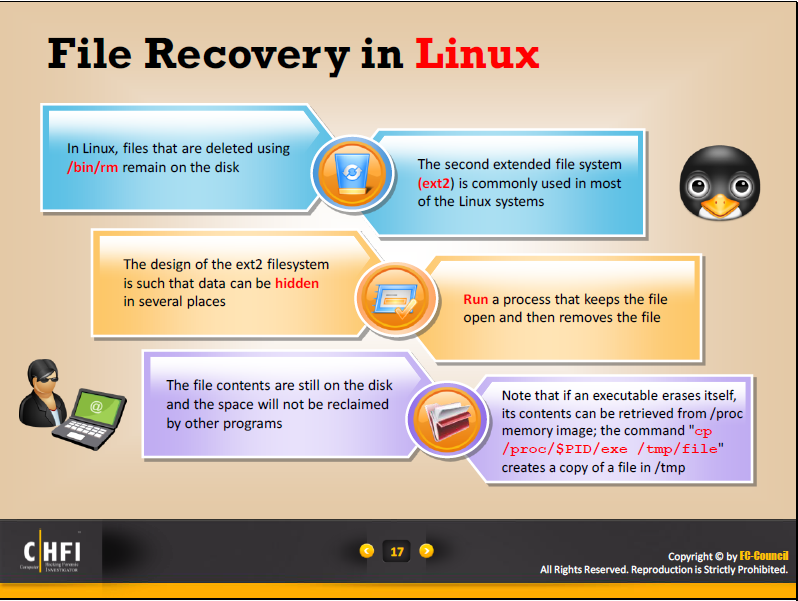 File Recovery in Linux
In Linux, files that are deleted using
/bin/rm remain on the disk
The second extended file system
(ext2) is commonly used in most
of the Linux systems
The design of the ext2 filesystem
is such that data can be hidden
in several places
Run a process that keeps the file
open and then removes the file
The file contents are still on the disk
and the space will not be reclaimed
by other programs
Note that if an executable erases itself,
its contents can be retrieved from /proc
memory image; the command "cp
/proc/$PID/exe /tmp/file"
creates a copy of a file in /tmp
@
CHFI
Computer Hacking Forensic
INVESTIGATOR
17
Copyright © by EC-Council
All Rights Reserved. Reproduction is Strictly Prohibited.